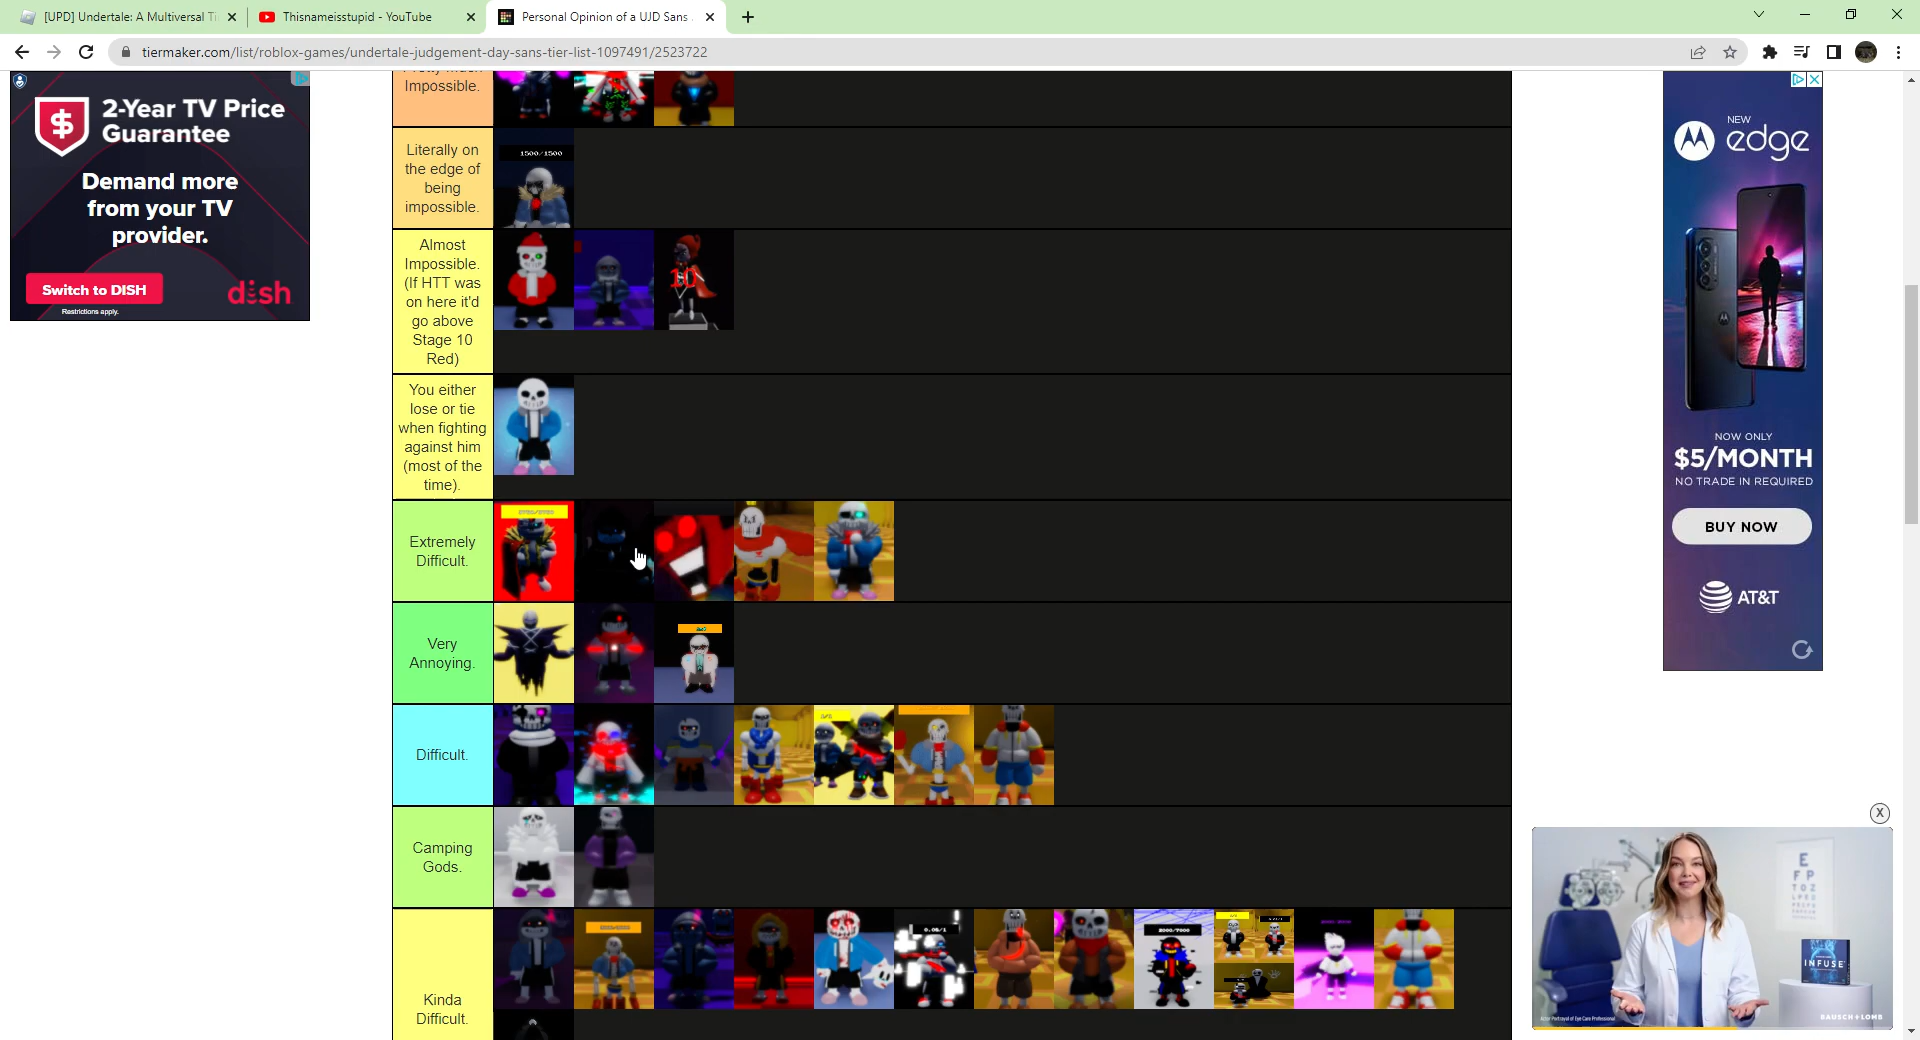 [UPD] Undertale: A Multiversal Ti
Thisnameisstupid - YouTube
Personal Opinion of a UJD Sans
tiermaker.com/list/roblox-games/undertale-judgement-day-sans-tier-list-1097491/2523722
2-Year TV Price
Guarantee
Demand more
from your TV
provider.
Switch to DISH
dish
Restrictions apply.
Impossible.
Literally on
the edge of
being
impossible.
1500/1500
Almost
Impossible.
(If HTT was
on here it'd
go above
Stage 10
Red)
10
You either
lose or tie
when fighting
against him
(most of the
time).
Extremely
Difficult.
Very
Annoying.
Difficult.
Camping
Gods.
Kinda
Difficult.
NEW
edge
NOW ONLY
$5/MONTH
NO TRADE IN REQUIRED
BUY NOW
AT&T
X
INFUSE
BAUSCH + LOMB